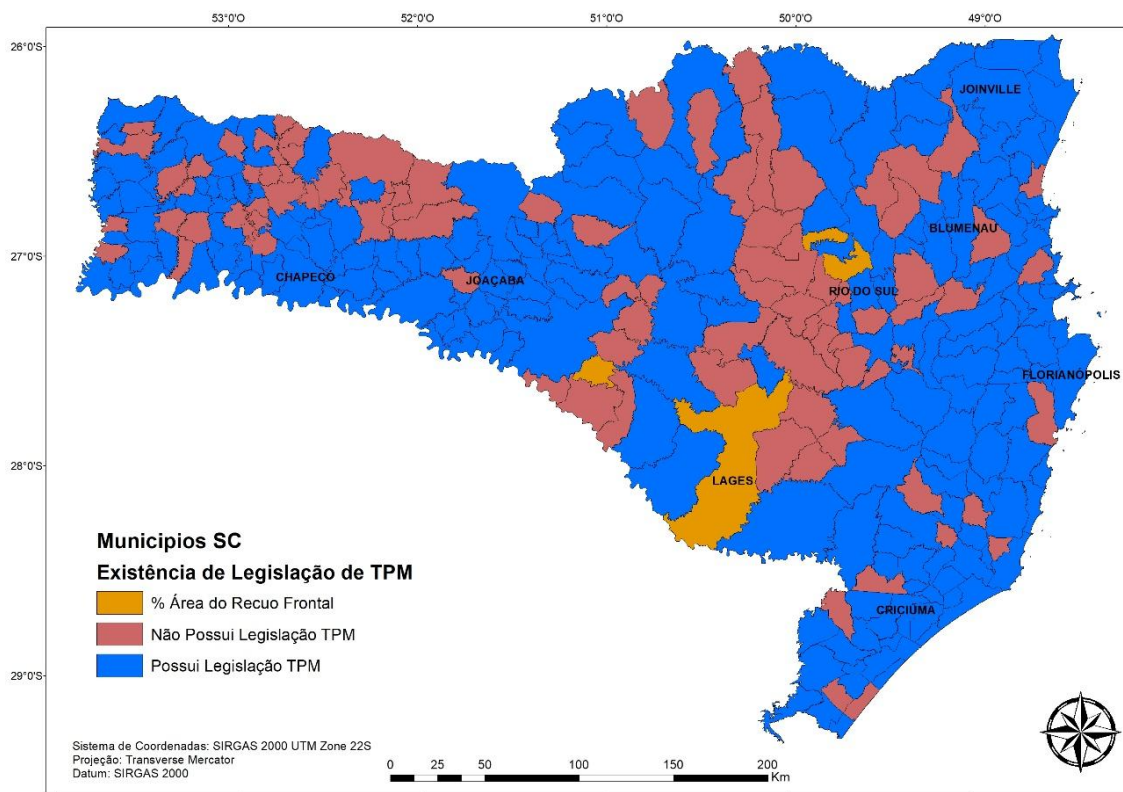 53°0'O 52°0'O 51°0'O 50°0'O 49°0'O
26°0'S
JOINVILLE
BLUMENAU
27°0'S
CHAPECÓ
JOAÇABA
RIO DO SUL
FLORIANÓPOLIS
28°0'S
LAGES
Municipios SC
Existência de Legislação de TPM
% Área do Recuo Frontal
CRICIÚMA
Não Possui Legislação TPM
Possui Legislação TPM
29°0'S
Sistema de Coordenadas: SIRGAS 2000 UTM Zone 22S
Projeção: Transverse Mercator
Datum: SIRGAS 2000
0 12,5 25 50 100 150 200
Km